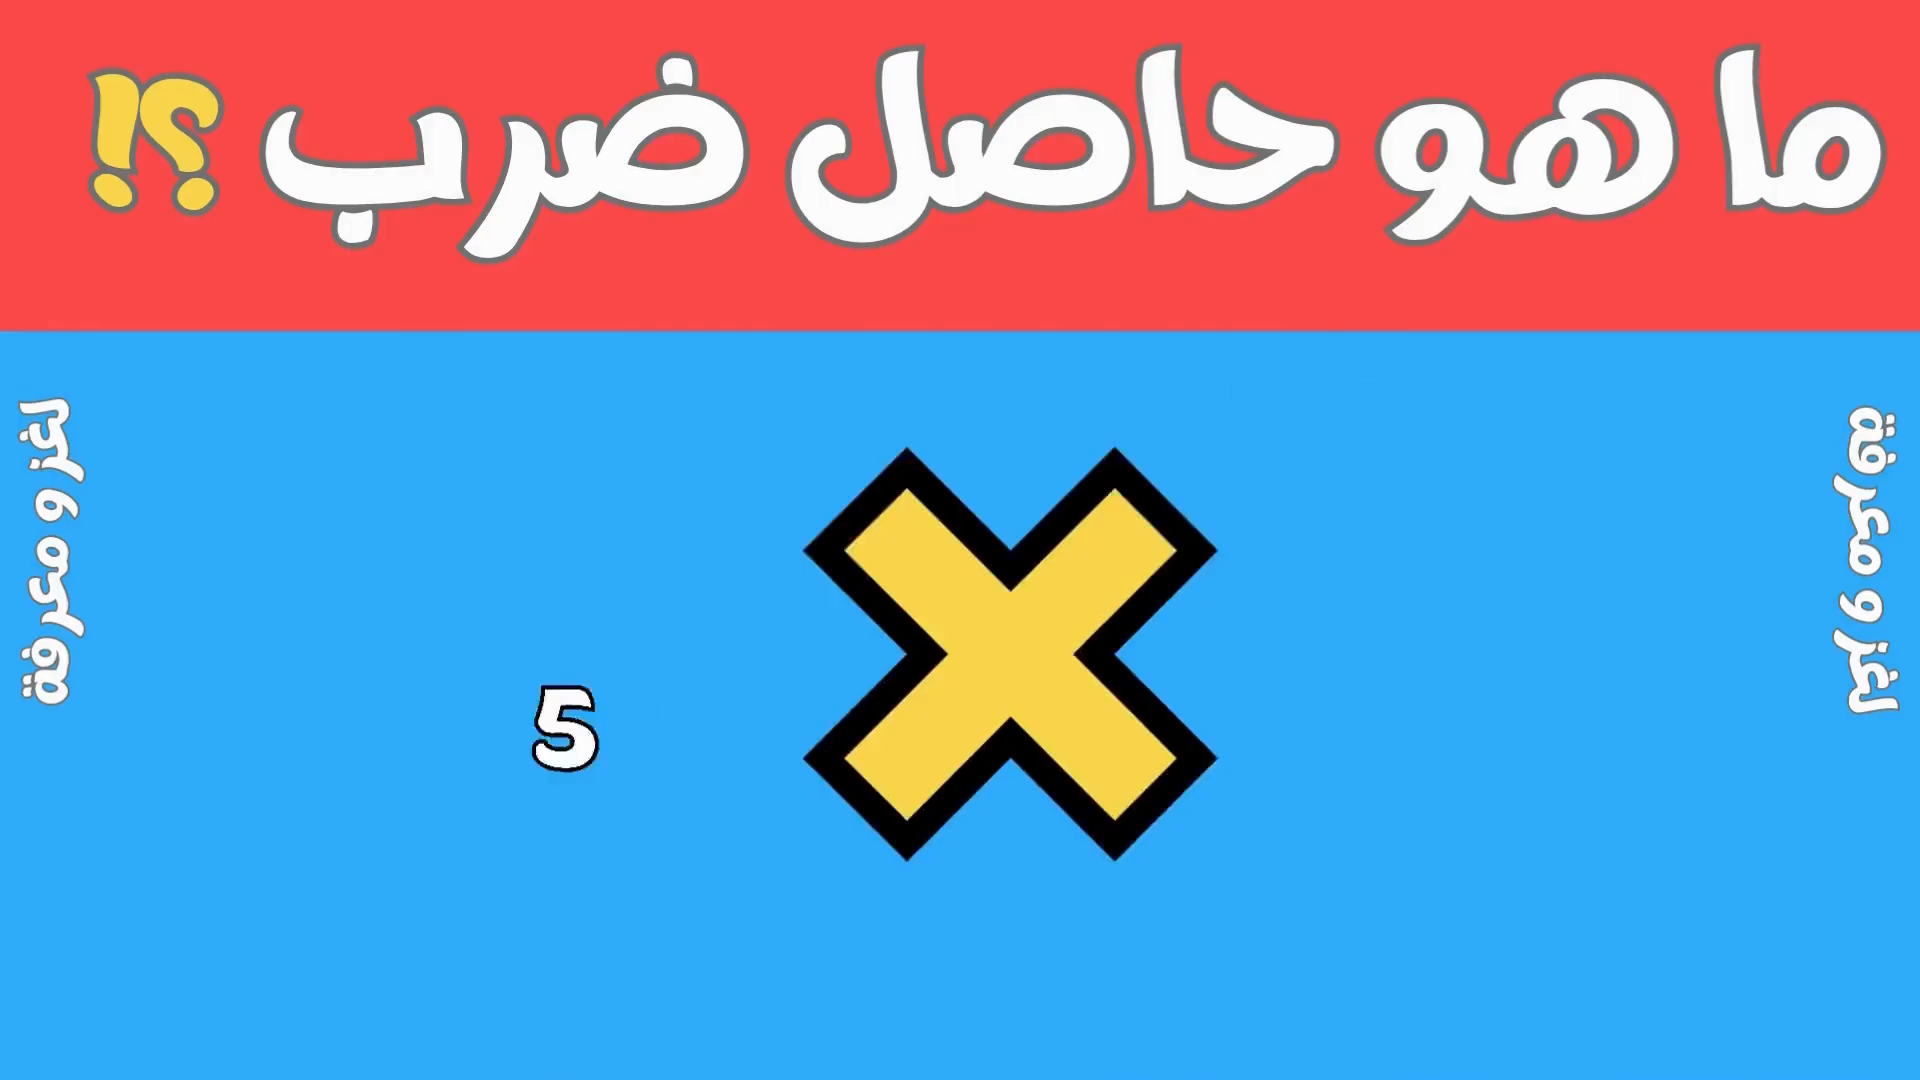 ما هو حاصل ضرب ؟!
لغز و معرفة
5
لغز و معرفة